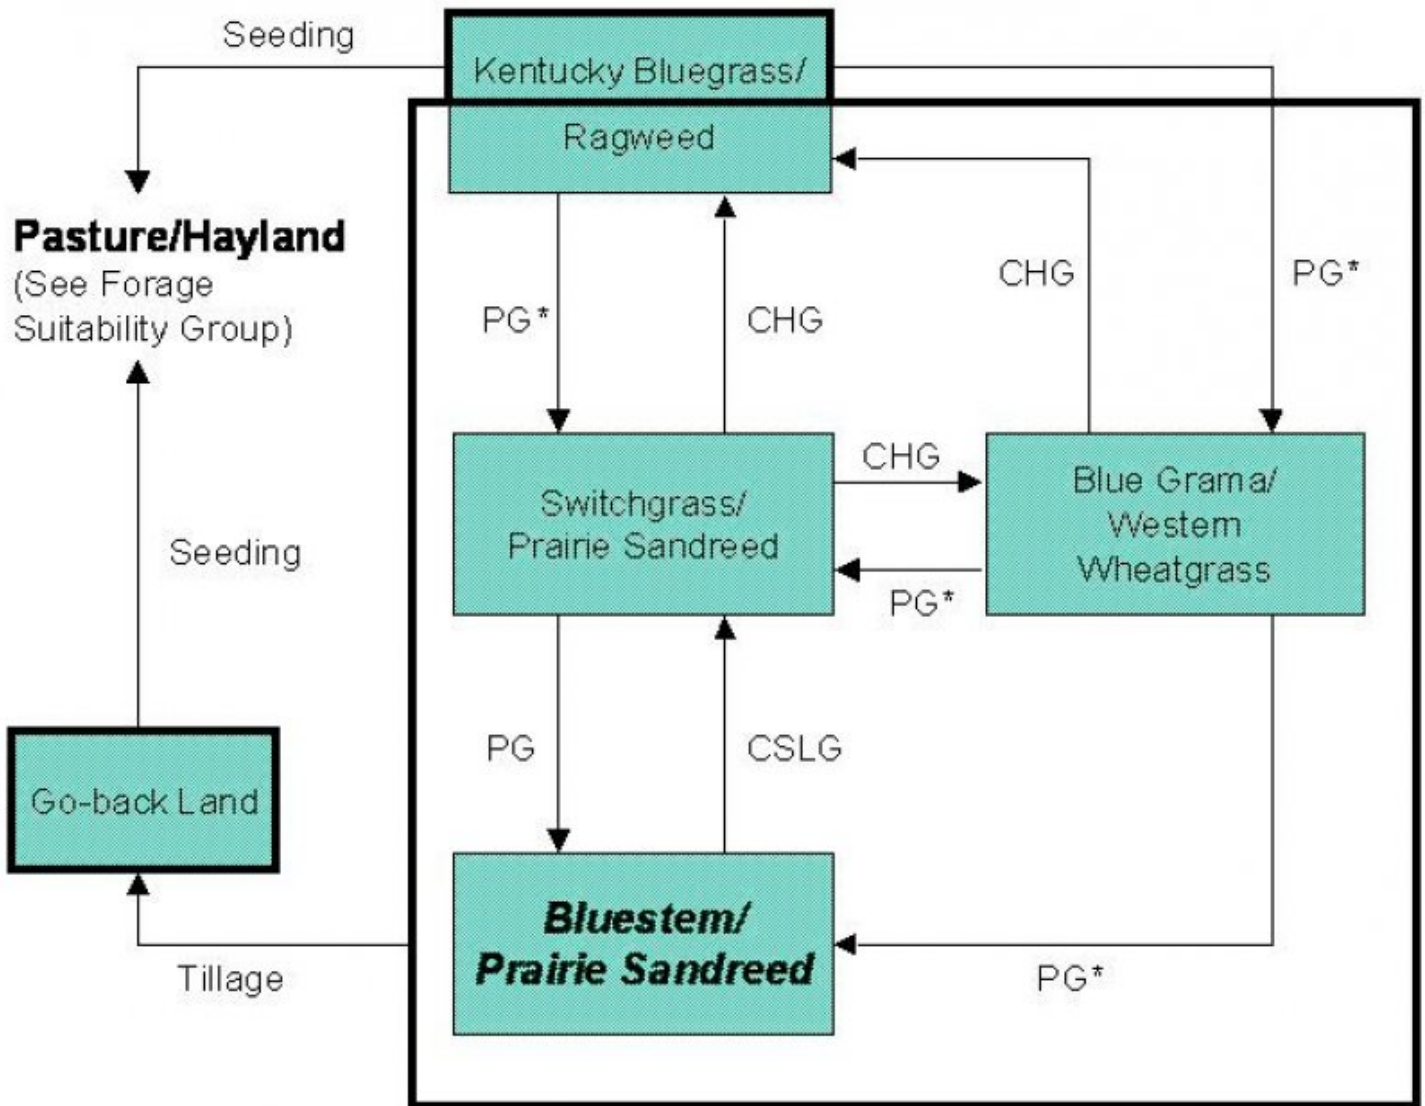 Seeding
Kentucky Bluegrass/
Ragweed
Pasture/Hayland
(See Forage
Suitability Group)
PG*
CHG
CHG
PG*
Switchgrass/
Prairie Sandreed
CHG
PG*
Blue Grama/
Western
Wheatgrass
Seeding
PG
CSLG
Go-back Land
Bluestem/
Prairie Sandreed
Tillage
PG*